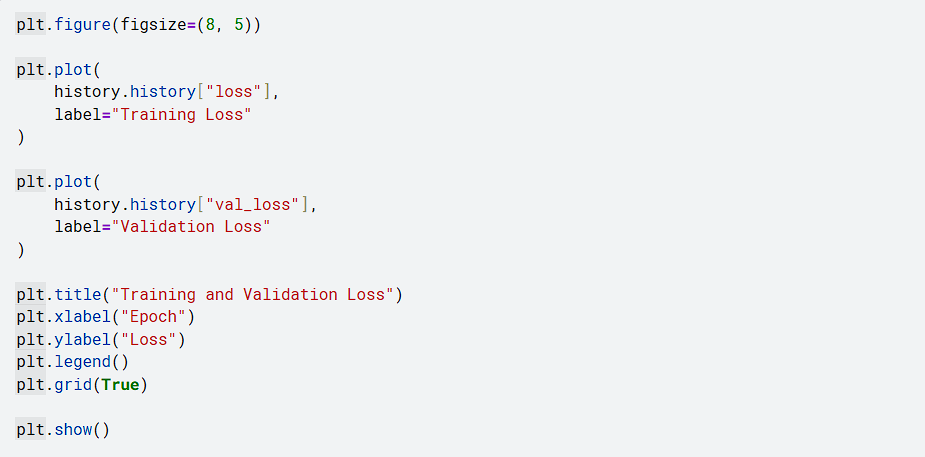 plt.figure(figsize=(8, 5))
plt.plot(
    history.history["loss"],
    label="Training Loss"
)
plt.plot(
    history.history["val_loss"],
    label="Validation Loss"
)
plt.title("Training and Validation Loss")
plt.xlabel("Epoch")
plt.ylabel("Loss")
plt.legend()
plt.grid(True)
plt.show()